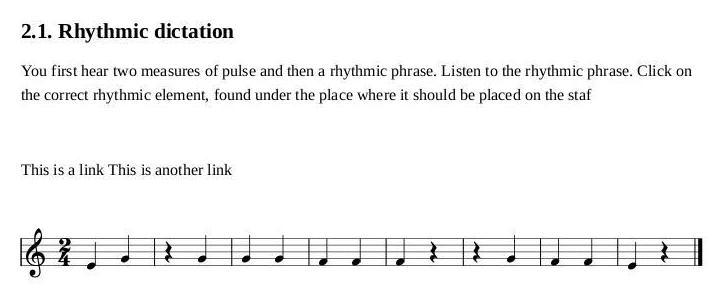 2.1. Rhythmic dictation
You first hear two measures of pulse and then a rhythmic phrase. Listen to the rhythmic phrase. Click on
the correct rhythmic element, found under the place where it should be placed on the staf
This is a link This is another link
2
4